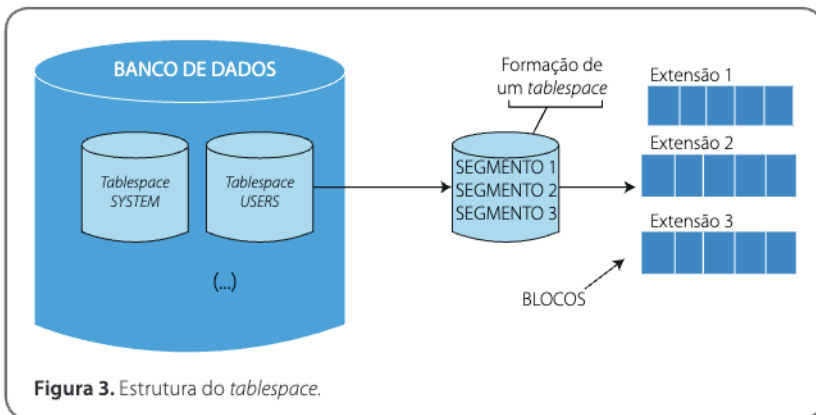 BANCO DE DADOS
Tablespace
SYSTEM
Tablespace
USERS
(...)
Formação de
um tablespace
SEGMENTO 1
SEGMENTO 2
SEGMENTO 3
Extensão 1
Extensão 2
Extensão 3
BLOCOS
Figura 3. Estrutura do tablespace.